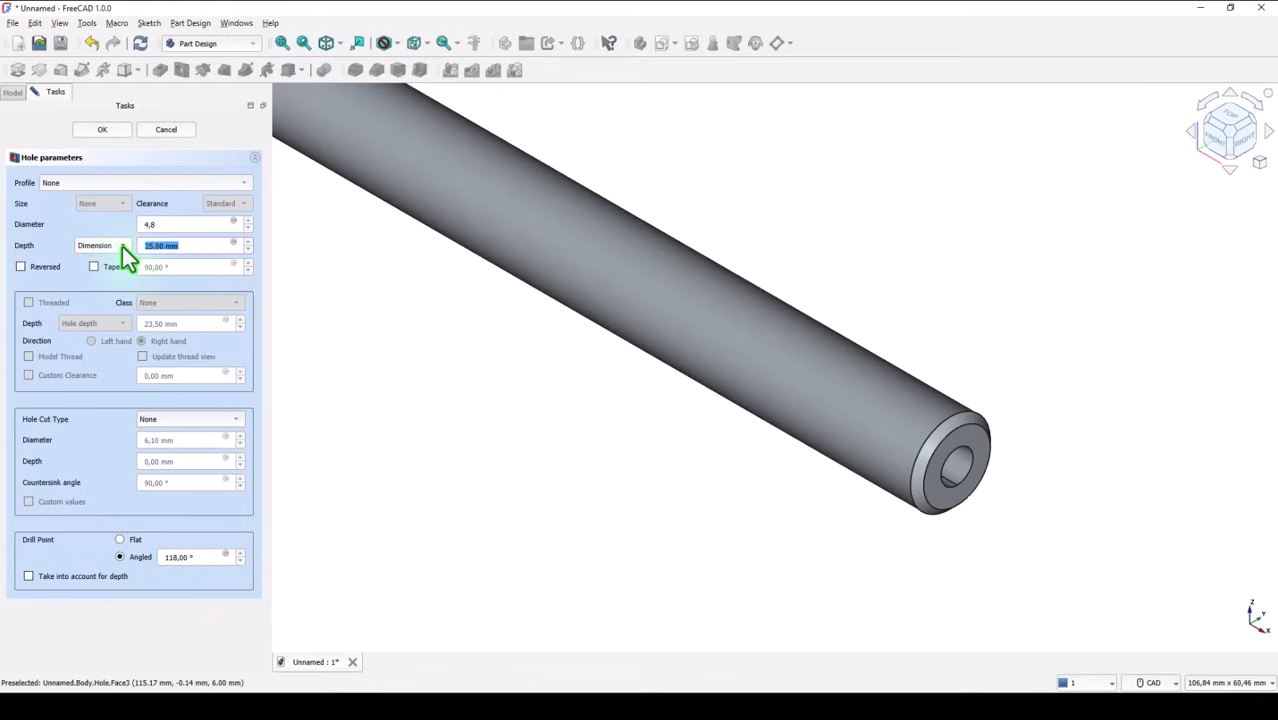 * Unnamed - FreeCAD 1.0.0
File Edit View Tools Macro Sketch Part Design Windows Help
Part Design
Model Tasks
Tasks
OK Cancel
Hole parameters
Profile None
Size None Clearance Standard
Diameter 4,8
Depth Dimension 25.00 mm
Reversed Tape 90,00 °
Threaded Class None
Depth Hole depth 23,50 mm
Direction Left hand Right hand
Model Thread Update thread view
Custom Clearance 0,00 mm
Hole Cut Type None
Diameter 6,10 mm
Depth 0,00 mm
Countersink angle 90,00 °
Custom values
Drill Point Flat
Angled 118,00 °
Take into account for depth
TOP
FRONT RIGHT
Z
Y
X
Unnamed : 1*
Preselected: Unnamed.Body.Hole.Face3 (115.17 mm, -0.14 mm, 6.00 mm)
1 CAD 106,84 mm x 60,46 mm